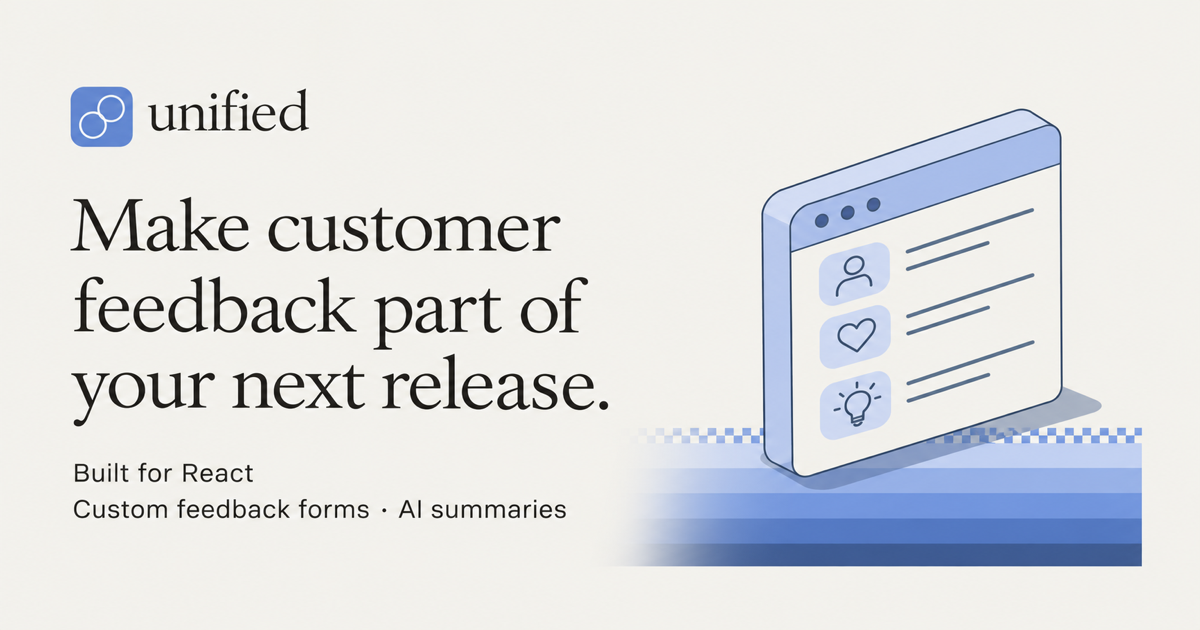 unified
Make customer
feedback part of
your next release.
Built for React
Custom feedback forms · AI summaries